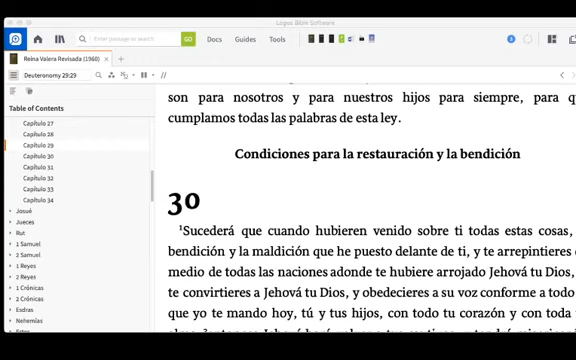 Logos Bible Software
Enter passage or search
GO
Docs
Guides
Tools
Reina Valera Revisada (1960)
Deuteronomy 29:29
Table of Contents
Capítulo 27
Capítulo 28
Capítulo 29
Capítulo 30
Capítulo 31
Capítulo 32
Capítulo 33
Capítulo 34
Josué
Jueces
Rut
1 Samuel
2 Samuel
1 Reyes
2 Reyes
1 Crónicas
2 Crónicas
Esdras
Nehemías
son para nosotros y para nuestros hijos para siempre, para qu
cumplamos todas las palabras de esta ley.
Condiciones para la restauración y la bendición
30
1Sucederá que cuando hubieren venido sobre ti todas estas cosas,
bendición y la maldición que he puesto delante de ti, y te arrepintieres
medio de todas las naciones adonde te hubiere arrojado Jehová tu Dios,
te convirtieres a Jehová tu Dios, y obedecieres a su voz conforme a todo
que yo te mando hoy, tú y tus hijos, con todo tu corazón y con toda